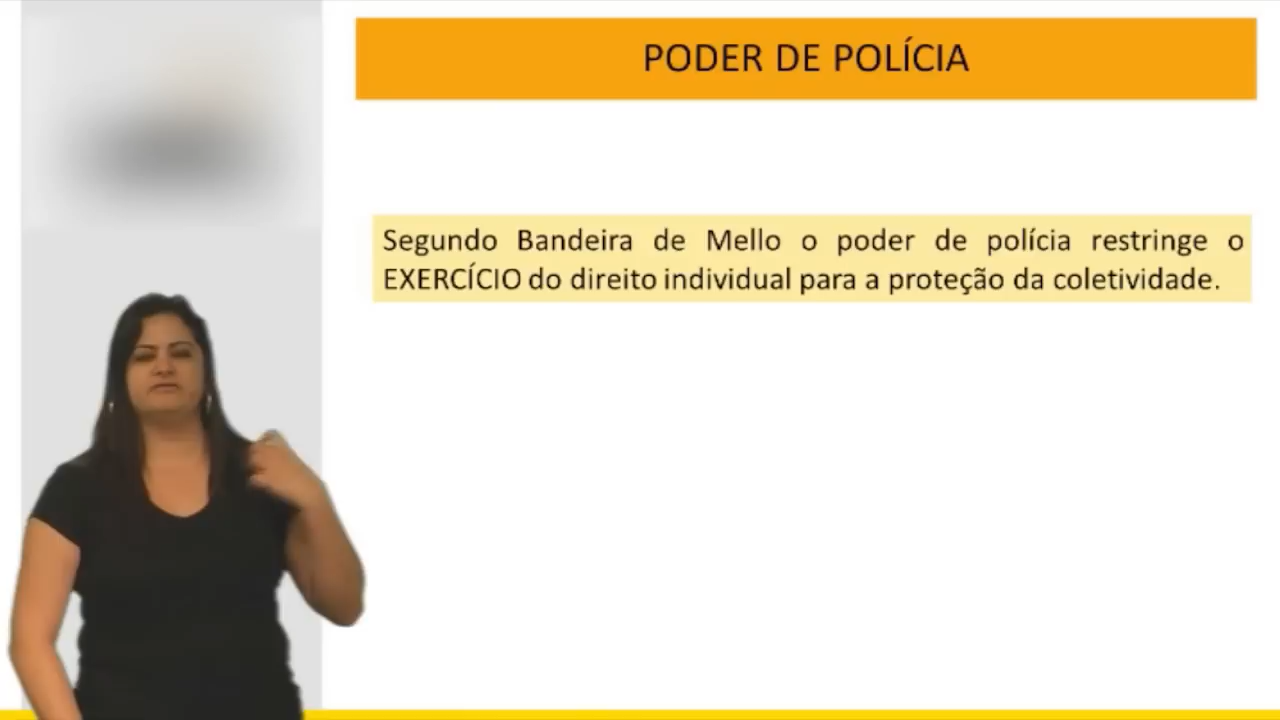 PODER DE POLÍCIA
Segundo Bandeira de Mello o poder de polícia restringe o
EXERCÍCIO do direito individual para a proteção da coletividade.